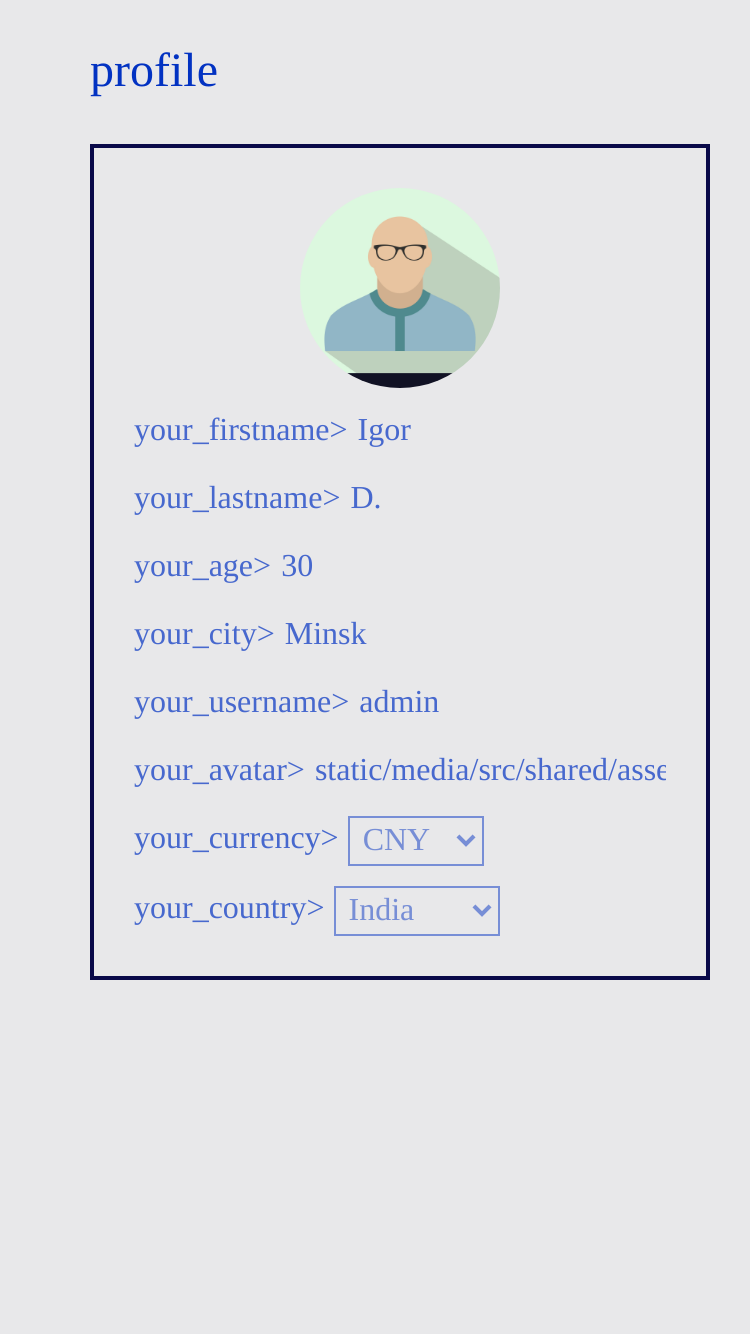 profile
your_firstname> Igor
your_lastname> D.
your_age> 30
your_city> Minsk
your_username> admin
your_avatar> static/media/src/shared/asse
your_currency> CNY
your_country> India